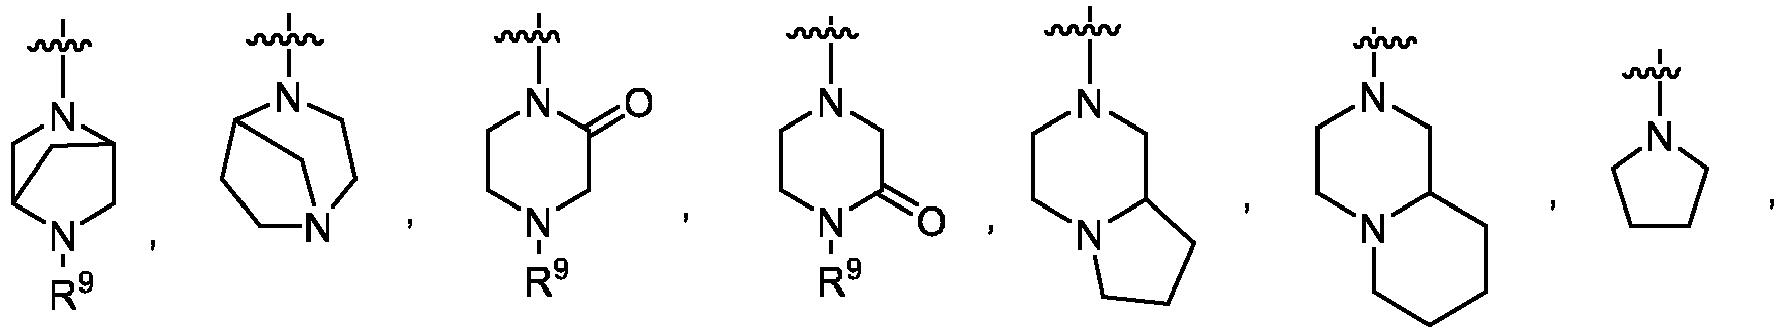 N N N O N N N N
N , N , N , N O , N , N , ,
R⁹ R⁹ R⁹